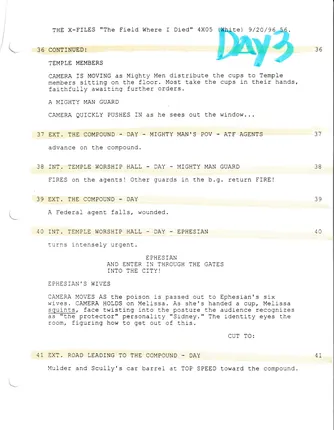 THE X-FILES "The Field Where I Died" 4X05 (White) 9/20/96 56.
Day 3
36 CONTINUED: 36
TEMPLE MEMBERS
CAMERA IS MOVING as Mighty Men distribute the cups to Temple
members sitting on the floor. Most take the cups in their hands,
faithfully awaiting further orders.
A MIGHTY MAN GUARD
CAMERA QUICKLY PUSHES IN as he sees out the window...
37 EXT. THE COMPOUND - DAY - MIGHTY MAN'S POV - ATF AGENTS 37
advance on the compound.
38 INT. TEMPLE WORSHIP HALL - DAY - MIGHTY MAN GUARD 38
FIRES on the agents! Other guards in the b.g. return FIRE!
39 EXT. THE COMPOUND - DAY 39
A Federal agent falls, wounded.
40 INT. TEMPLE WORSHIP HALL - DAY - EPHESIAN 40
turns intensely urgent.
EPHESIAN
AND ENTER IN THROUGH THE GATES
INTO THE CITY!
EPHESIAN'S WIVES
CAMERA MOVES AS the poison is passed out to Ephesian's six
wives. CAMERA HOLDS on Melissa. As she's handed a cup, Melissa
squints, face twisting into the posture the audience recognizes
as "the protector" personality "Sidney." The identity eyes the
room, figuring how to get out of this.
CUT TO:
41 EXT. ROAD LEADING TO THE COMPOUND - DAY 41
Mulder and Scully's car barrel at TOP SPEED toward the compound.